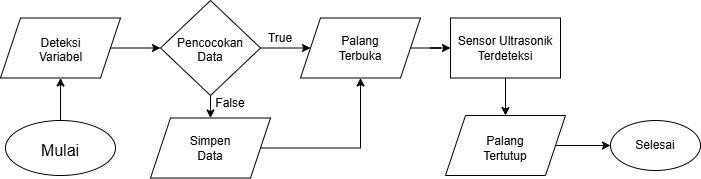 Deteksi
Variabel
Pencocokan
Data
True
Palang
Terbuka
Sensor Ultrasonik
Terdeteksi
False
Mulai
Simpen
Data
Palang
Tertutup
Selesai